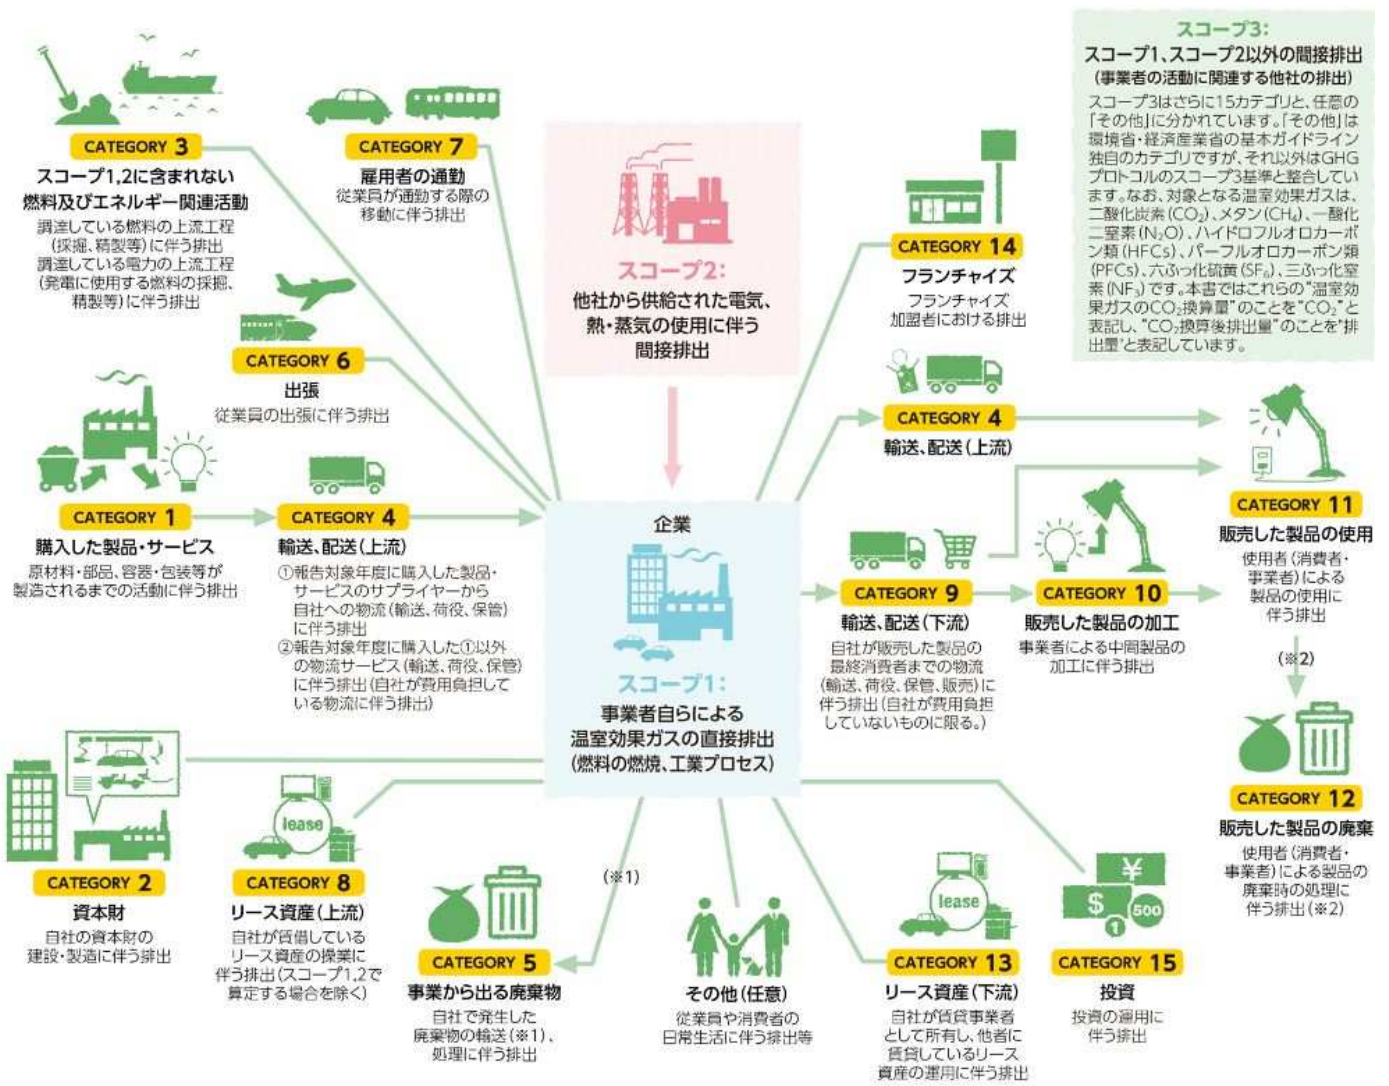 スコープ3:
スコープ1、スコープ2以外の間接排出
(事業者の活動に関連する他社の排出)
スコープ3はさらに15カテゴリと、任意の
「その他」に分かれています。「その他」は
環境省・経済産業省の基本ガイドライン
独自のカテゴリですが、それ以外はGHG
プロトコルのスコープ3基準と整合してい
ます。なお、対象となる温室効果ガスは、
二酸化炭素(CO₂)、メタン(CH₄)、一酸化
二窒素(N₂O)、ハイドロフルオロカーボ
ン類(HFCs)、パーフルオロカーボン類
(PFCs)、六ふっ化硫黄(SF₆)、三ふっ化窒
素(NF₃)です。本書ではこれらの"温室効
果ガスのCO₂換算量"のことを"CO₂"と
表記し、"CO₂換算後排出量"のことを"排
出量"と表記しています。
CATEGORY 3
スコープ1,2に含まれない
燃料及びエネルギー関連活動
調達している燃料の上流工程
(採掘、精製等)に伴う排出
調達している電力の上流工程
(発電に使用する燃料の採掘、
精製等)に伴う排出
CATEGORY 7
雇用者の通勤
従業員が通勤する際の
移動に伴う排出
スコープ2:
他社から供給された電気、
熱・蒸気の使用に伴う
間接排出
CATEGORY 14
フランチャイズ
フランチャイズ
加盟者における排出
CATEGORY 6
出張
従業員の出張に伴う排出
CATEGORY 4
輸送、配送(上流)
CATEGORY 1
購入した製品・サービス
原材料・部品、容器・包装等が
製造されるまでの活動に伴う排出
CATEGORY 4
輸送、配送(上流)
①報告対象年度に購入した製品・
サービスのサプライヤーから
自社への物流(輸送、荷役、保管)
に伴う排出
②報告対象年度に購入した①以外
の物流サービス(輸送、荷役、保管)
に伴う排出(自社が費用負担して
いる物流に伴う排出)
企業
スコープ1:
事業者自らによる
温室効果ガスの直接排出
(燃料の燃焼、工業プロセス)
CATEGORY 9
輸送、配送(下流)
自社が販売した製品の
最終消費者までの物流
(輸送、荷役、保管、販売)に
伴う排出(自社が費用負担
していないものに限る。)
CATEGORY 10
販売した製品の加工
事業者による中間製品の
加工に伴う排出
CATEGORY 11
販売した製品の使用
使用者(消費者・
事業者)による
製品の使用に
伴う排出
(※2)
CATEGORY 12
販売した製品の廃棄
使用者(消費者・
事業者)による製品の
廃棄時の処理に
伴う排出(※2)
CATEGORY 2
資本財
自社の資本財の
建設・製造に伴う排出
lease
CATEGORY 8
リース資産(上流)
自社が賃借している
リース資産の操業に
伴う排出(スコープ1,2で
算定する場合を除く)
(※1)
CATEGORY 5
事業から出る廃棄物
自社で発生した
廃棄物の輸送(※1)、
処理に伴う排出
その他(任意)
従業員や消費者の
日常生活に伴う排出等
lease
CATEGORY 13
リース資産(下流)
自社が賃貸事業者
として所有し、他者に
賃貸しているリース
資産の運用に伴う排出
¥
$
500
1
CATEGORY 15
投資
投資の運用に
伴う排出